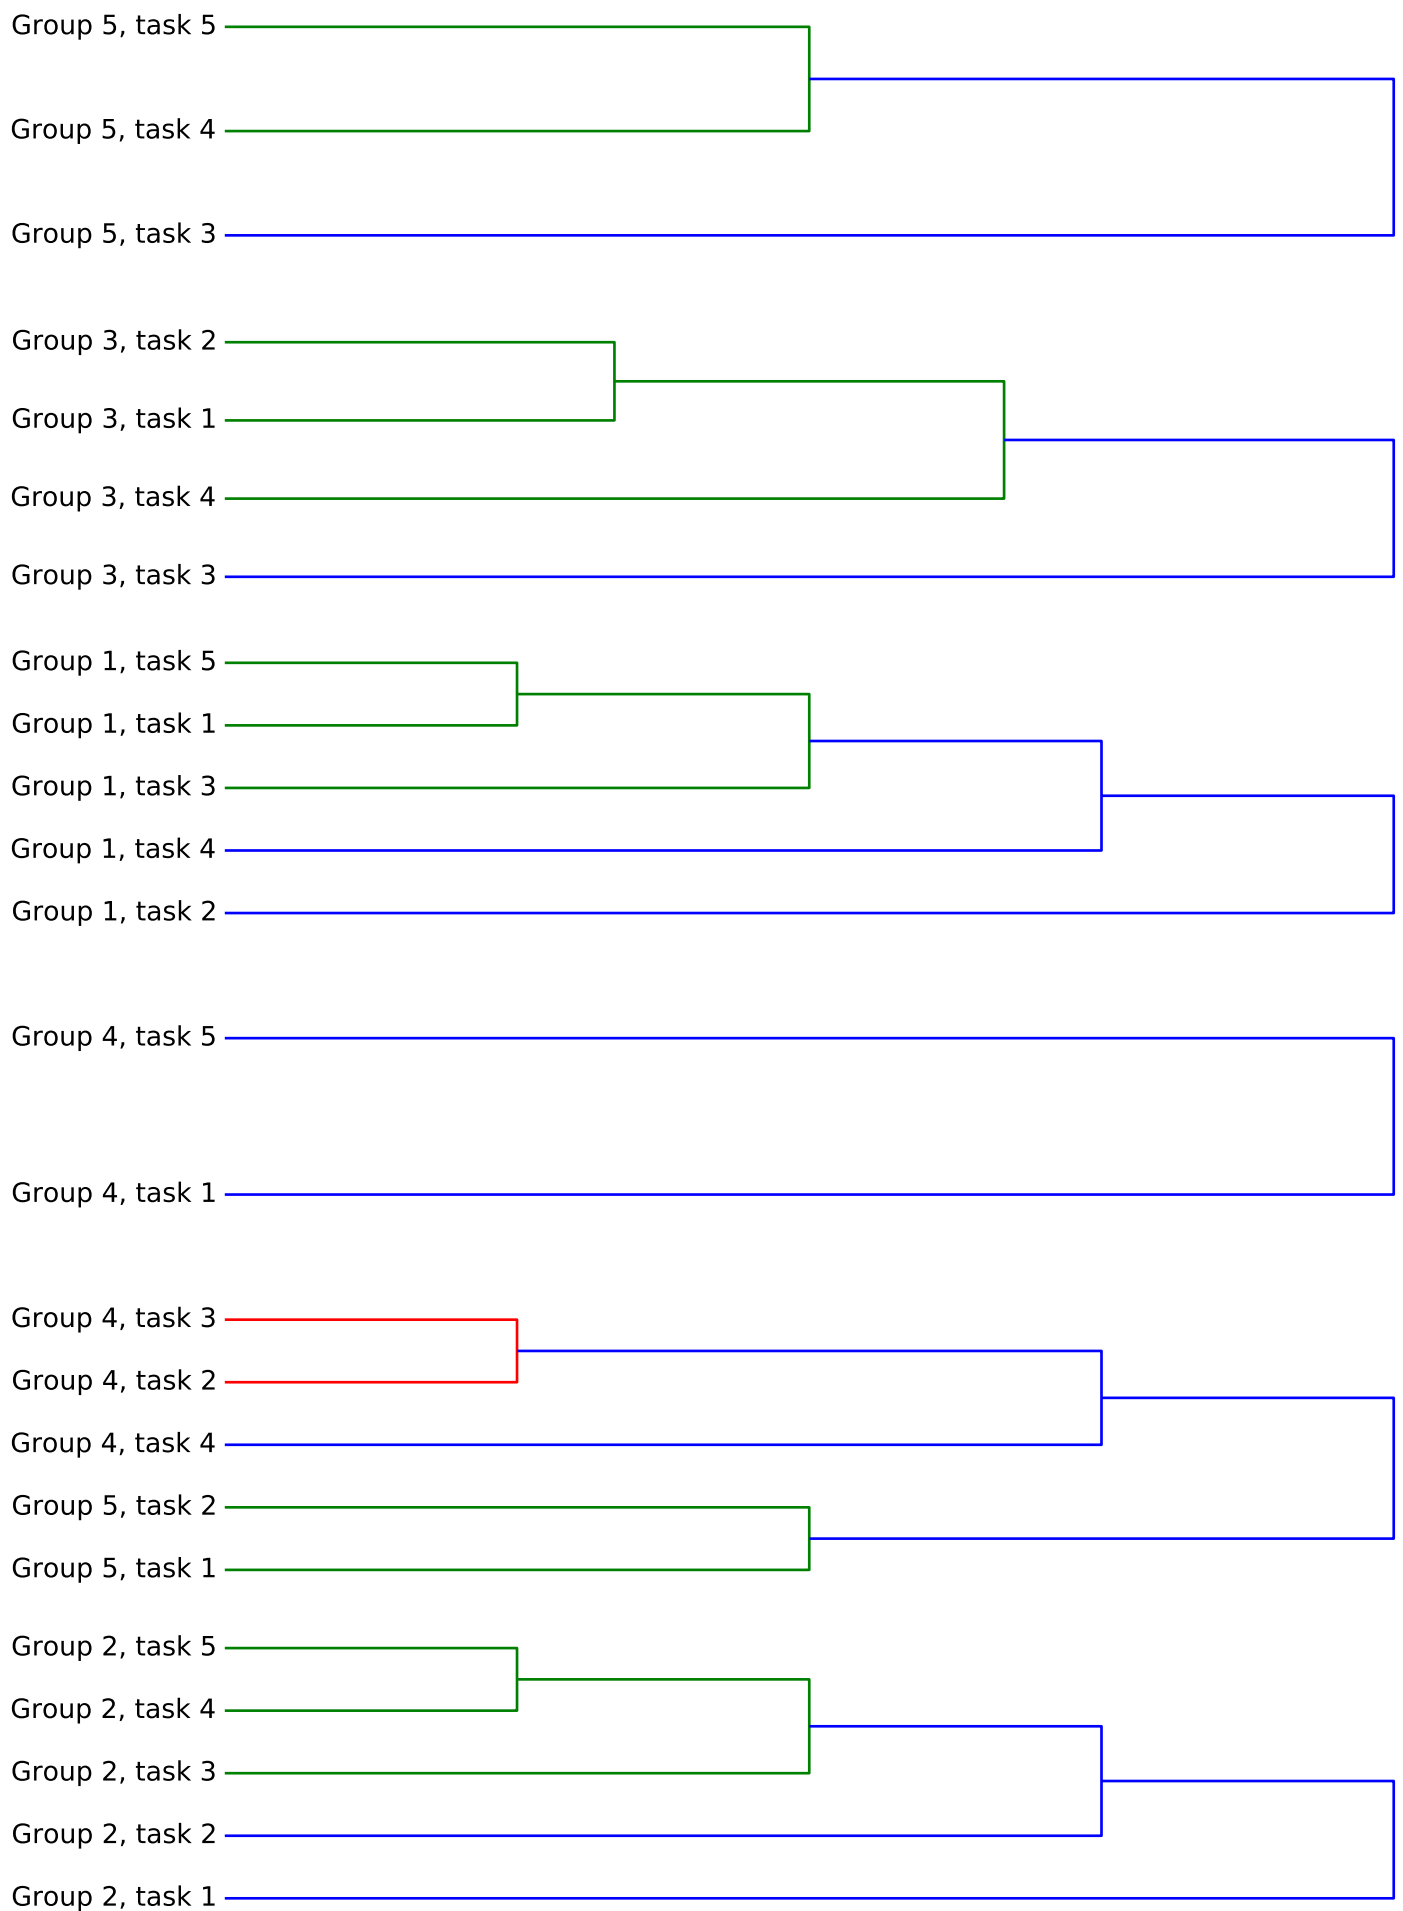 Group 5, task 5
Group 5, task 4
Group 5, task 3
Group 3, task 2
Group 3, task 1
Group 3, task 4
Group 3, task 3
Group 1, task 5
Group 1, task 1
Group 1, task 3
Group 1, task 4
Group 1, task 2
Group 4, task 5
Group 4, task 1
Group 4, task 3
Group 4, task 2
Group 4, task 4
Group 5, task 2
Group 5, task 1
Group 2, task 5
Group 2, task 4
Group 2, task 3
Group 2, task 2
Group 2, task 1